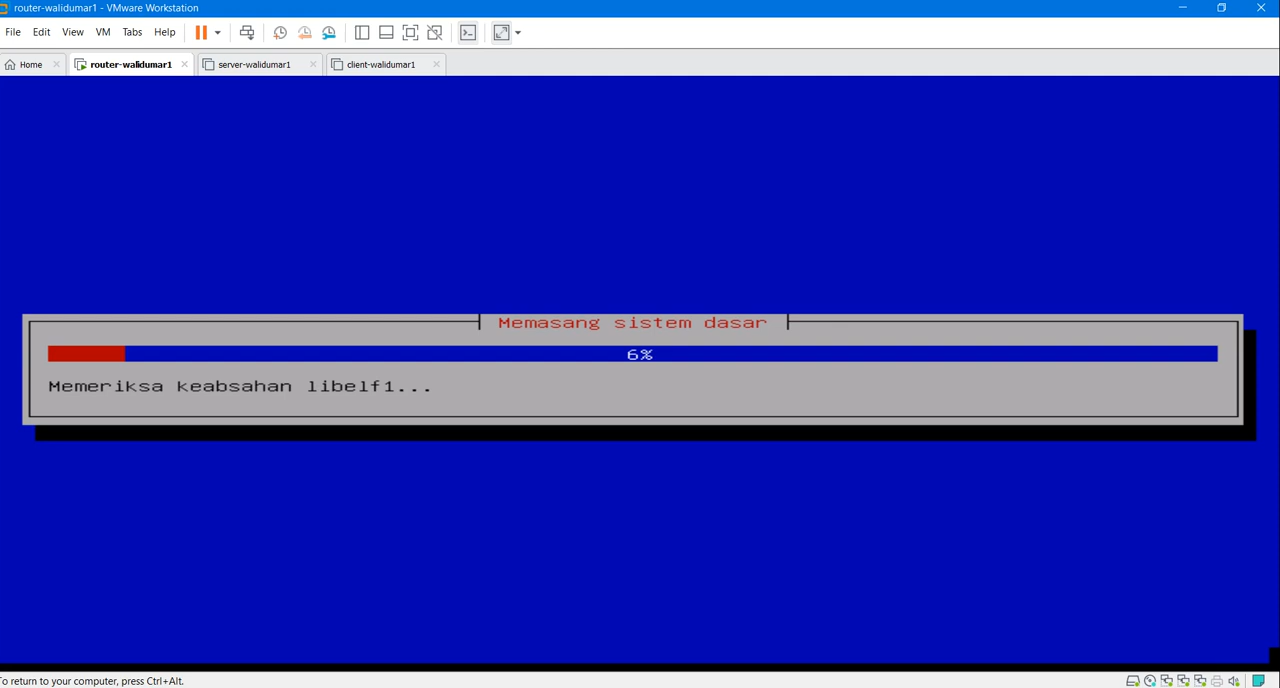 router-walidumar1 - VMware Workstation
File Edit View VM Tabs Help
Home router-walidumar1 server-walidumar1 client-walidumar1
Memasang sistem dasar
6%
Memeriksa keabsahan libelf1...
To return to your computer, press Ctrl+Alt.